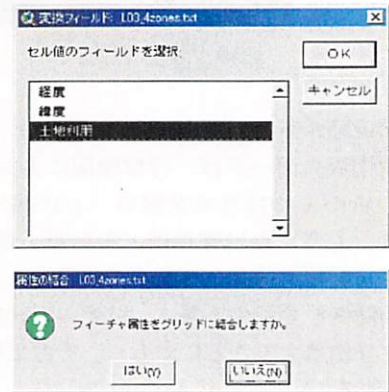 変換フィールド: L03_4zones.txt
セル値のフィールドを選択:
OK
キャンセル
経度
緯度
土地利用
属性の結合: L03_4zones.txt
フィーチャ属性をグリッドに結合しますか。
はい(Y)
いいえ(N)